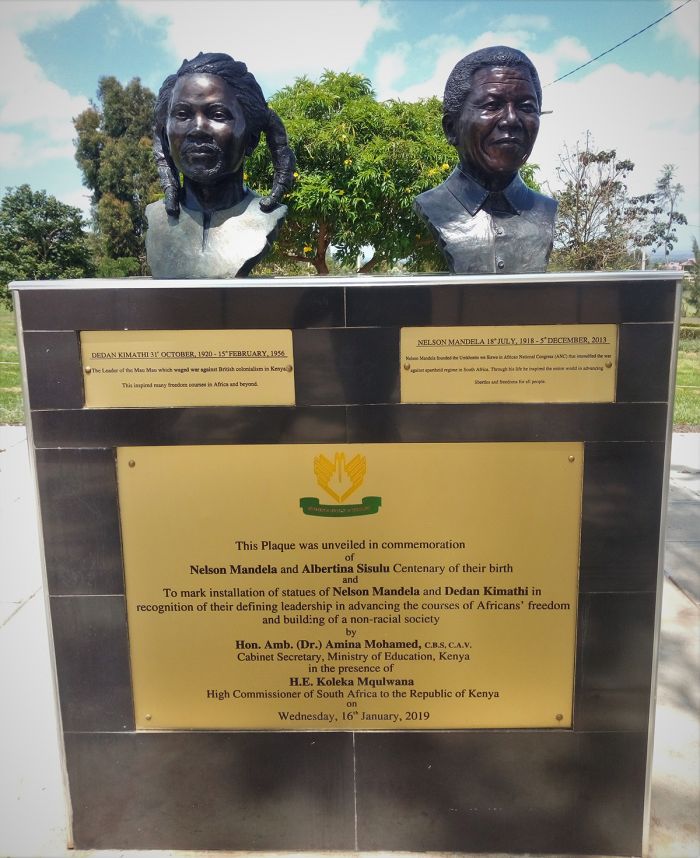 DEDAN KIMATHI 31st OCTOBER, 1920 - 15th FEBRUARY, 1956
The Leader of the Mau Mau which waged war against British colonialism in Kenya.
This inspired many freedom courses in Africa and beyond.
NELSON MANDELA 18th JULY, 1918 - 5th DECEMBER, 2013
Nelson Mandela founded the Umkhonto we Sizwe in African National Congress (ANC) that intensified the war
against apartheid regime in South Africa. Through his life he inspired the entire world in advancing
liberties and freedoms for all people.
This Plaque was unveiled in commemoration
of
Nelson Mandela and Albertina Sisulu Centenary of their birth
and
To mark installation of statues of Nelson Mandela and Dedan Kimathi in
recognition of their defining leadership in advancing the courses of Africans' freedom
and building of a non-racial society
by
Hon. Amb. (Dr.) Amina Mohamed, C.B.S, C.A.V.
Cabinet Secretary, Ministry of Education, Kenya
in the presence of
H.E. Koleka Mqulwana
High Commissioner of South Africa to the Republic of Kenya
on
Wednesday, 16th January, 2019